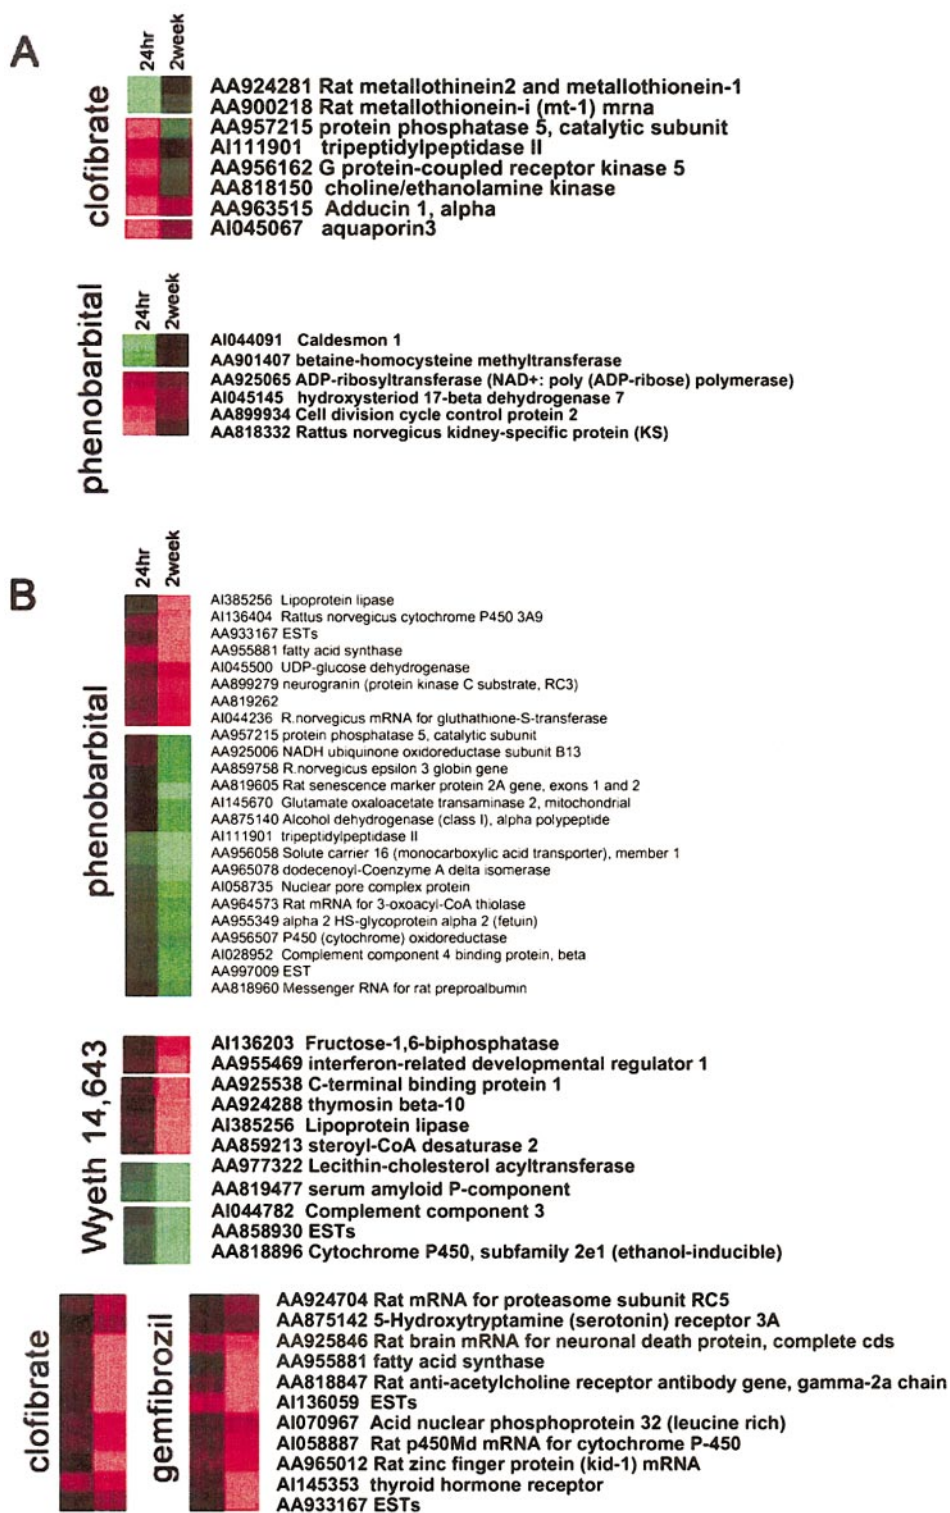 A
24hr 2week
clofibrate
AA924281 Rat metallothinein2 and metallothionein-1
AA900218 Rat metallothionein-i (mt-1) mrna
AA957215 protein phosphatase 5, catalytic subunit
AI111901 tripeptidylpeptidase II
AA956162 G protein-coupled receptor kinase 5
AA818150 choline/ethanolamine kinase
AA963515 Adducin 1, alpha
AI045067 aquaporin3
24hr 2week
phenobarbital
AI044091 Caldesmon 1
AA901407 betaine-homocysteine methyltransferase
AA925065 ADP-ribosyltransferase (NAD+: poly (ADP-ribose) polymerase)
AI045145 hydroxysteriod 17-beta dehydrogenase 7
AA899934 Cell division cycle control protein 2
AA818332 Rattus norvegicus kidney-specific protein (KS)
B
24hr 2week
phenobarbital
AI385256 Lipoprotein lipase
AI136404 Rattus norvegicus cytochrome P450 3A9
AA933167 ESTs
AA955881 fatty acid synthase
AI045500 UDP-glucose dehydrogenase
AA899279 neurogranin (protein kinase C substrate, RC3)
AA819262
AI044236 R.norvegicus mRNA for gluthathione-S-transferase
AA957215 protein phosphatase 5, catalytic subunit
AA925006 NADH ubiquinone oxidoreductase subunit B13
AA859758 R.norvegicus epsilon 3 globin gene
AA819605 Rat senescence marker protein 2A gene, exons 1 and 2
AI145670 Glutamate oxaloacetate transaminase 2, mitochondrial
AA875140 Alcohol dehydrogenase (class I), alpha polypeptide
AI111901 tripeptidylpeptidase II
AA956058 Solute carrier 16 (monocarboxylic acid transporter), member 1
AA965078 dodecenoyl-Coenzyme A delta isomerase
AI058735 Nuclear pore complex protein
AA964573 Rat mRNA for 3-oxoacyl-CoA thiolase
AA955349 alpha 2 HS-glycoprotein alpha 2 (fetuin)
AA956507 P450 (cytochrome) oxidoreductase
AI028952 Complement component 4 binding protein, beta
AA997009 EST
AA818960 Messenger RNA for rat preproalbumin
Wyeth 14,643
AI136203 Fructose-1,6-biphosphatase
AA955469 interferon-related developmental regulator 1
AA925538 C-terminal binding protein 1
AA924288 thymosin beta-10
AI385256 Lipoprotein lipase
AA859213 steroyl-CoA desaturase 2
AA977322 Lecithin-cholesterol acyltransferase
AA819477 serum amyloid P-component
AI044782 Complement component 3
AA858930 ESTs
AA818896 Cytochrome P450, subfamily 2e1 (ethanol-inducible)
clofibrate
gemfibrozil
AA924704 Rat mRNA for proteasome subunit RC5
AA875142 5-Hydroxytryptamine (serotonin) receptor 3A
AA925846 Rat brain mRNA for neuronal death protein, complete cds
AA955881 fatty acid synthase
AA818847 Rat anti-acetylcholine receptor antibody gene, gamma-2a chain
AI136059 ESTs
AI070967 Acid nuclear phosphoprotein 32 (leucine rich)
AI058887 Rat p450Md mRNA for cytochrome P-450
AA965012 Rat zinc finger protein (kid-1) mRNA
AI145353 thyroid hormone receptor
AA933167 ESTs